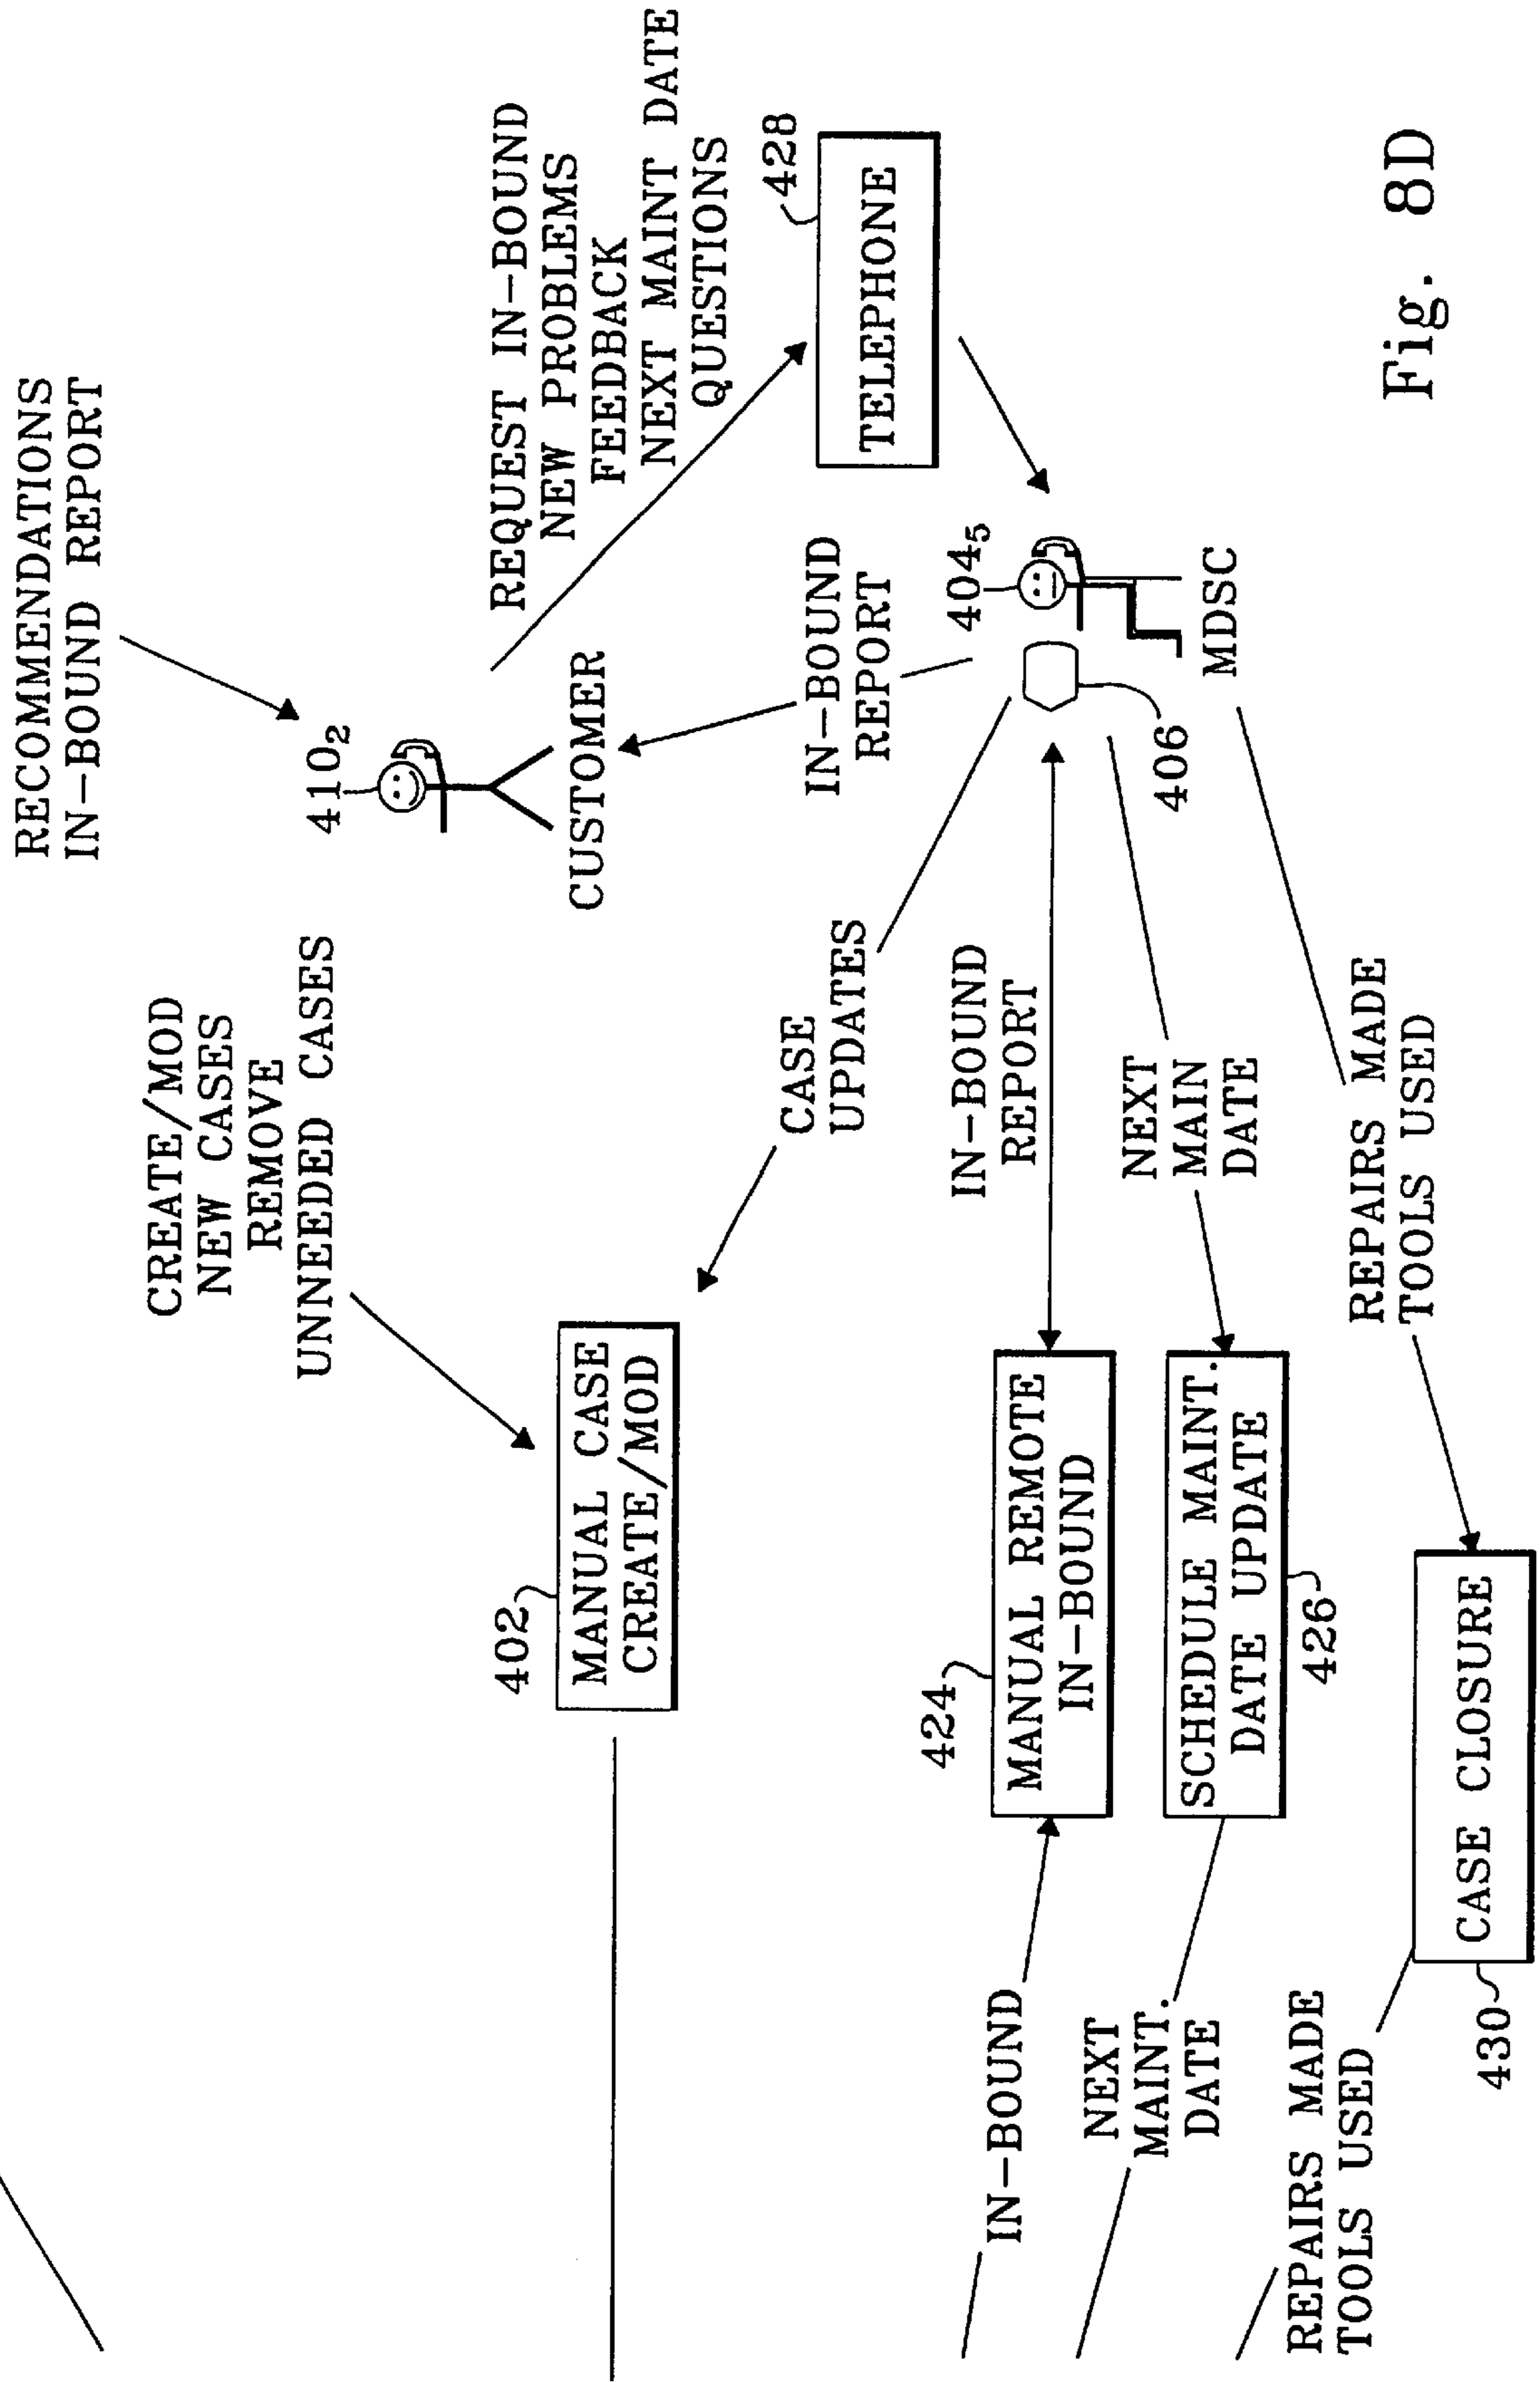 RECOMMENDATIONS
IN-BOUND REPORT
CREATE/MOD
NEW CASES
REMOVE
UNNEEDED CASES
410₂
CUSTOMER
REQUEST IN-BOUND
NEW PROBLEMS
FEEDBACK
NEXT MAINT DATE
QUESTIONS
402
MANUAL CASE
CREATE/MOD
428
TELEPHONE
CASE
UPDATES
IN-BOUND
REPORT
404₅
406
MDSC
424
MANUAL REMOTE
IN-BOUND
IN-BOUND
REPORT
IN-BOUND
NEXT
MAIN
DATE
SCHEDULE MAINT.
DATE UPDATE
426
NEXT
MAINT.
DATE
REPAIRS MADE
TOOLS USED
CASE CLOSURE
430
REPAIRS MADE
TOOLS USED
Fig. 8D